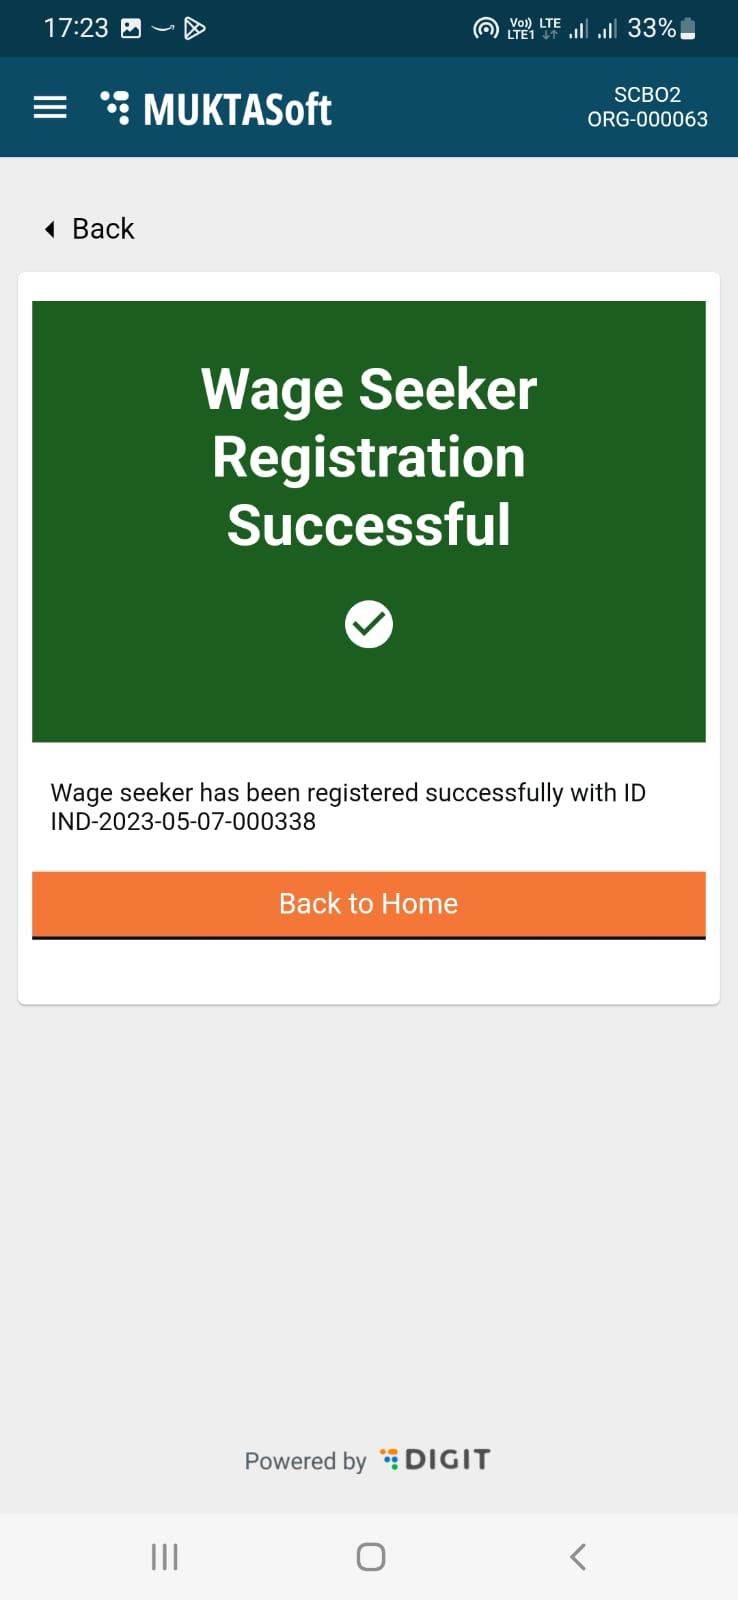 17:23
Vo)) LTE
LTE1
33%
MUKTASoft
SCBO2
ORG-000063
Back
Wage Seeker
Registration
Successful
Wage seeker has been registered successfully with ID
IND-2023-05-07-000338
Back to Home
Powered by DIGIT